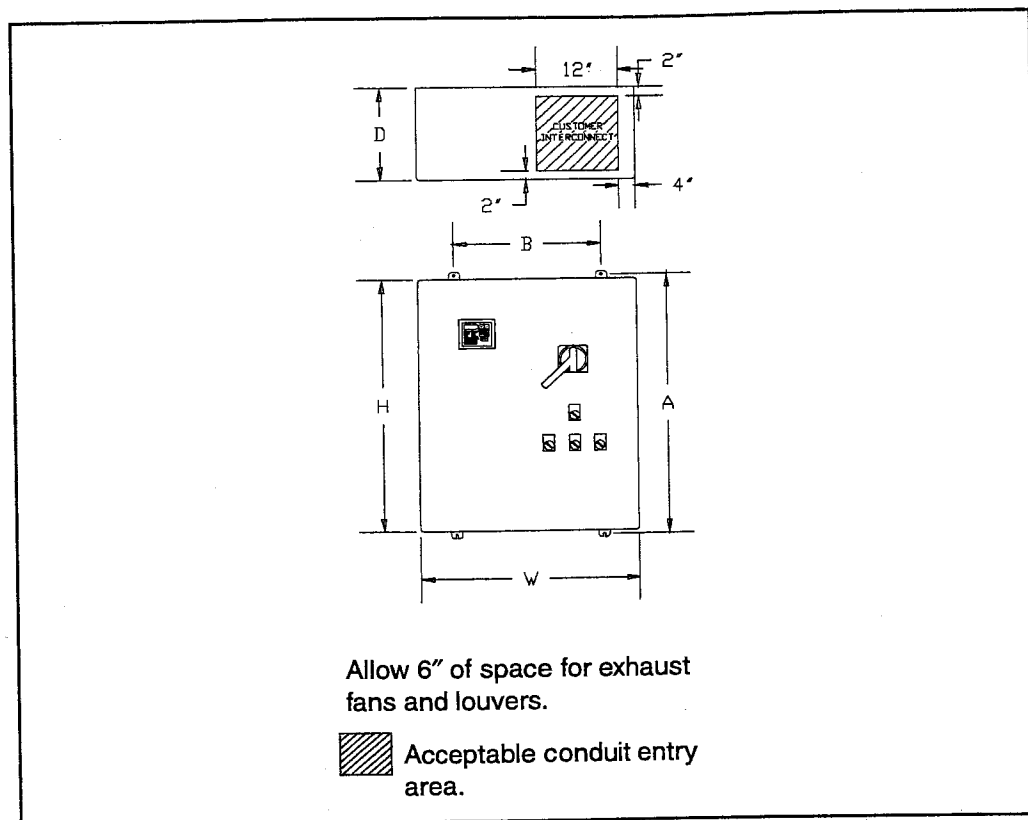 12"
2"
D
CUSTOMER
INTERCONNECT
2"
4"
B
H
A
W
Allow 6" of space for exhaust
fans and louvers.
Acceptable conduit entry
area.